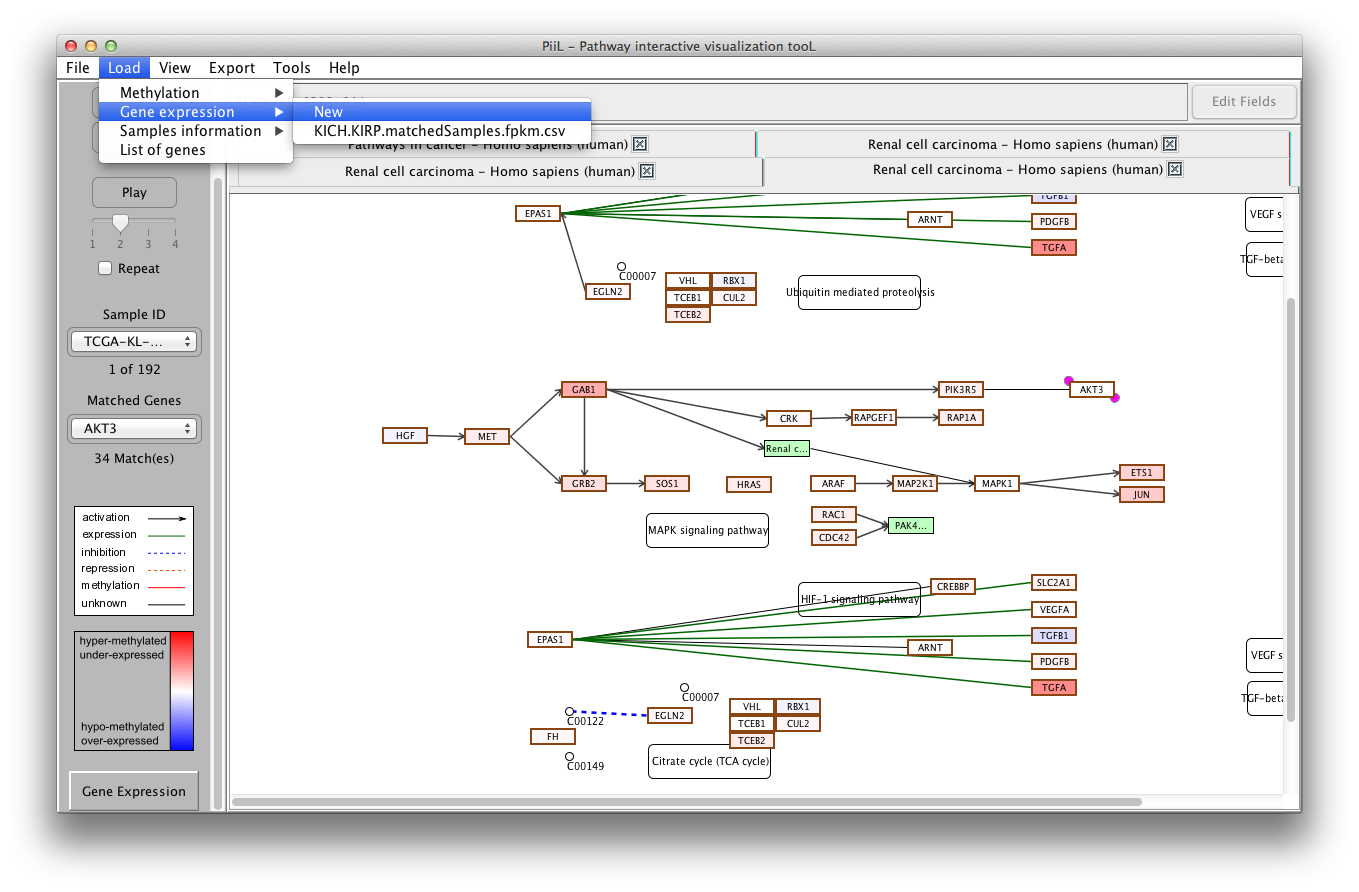 PiiL - Pathway interactive visualization tooL
File Load View Export Tools Help
Methylation
Gene expression
Samples information
List of genes
New
KICH.KIRP.matchedSamples.fpkm.csv
Edit Fields
Pathways in cancer - Homo sapiens (human)
Renal cell carcinoma - Homo sapiens (human)
Renal cell carcinoma - Homo sapiens (human)
Renal cell carcinoma - Homo sapiens (human)
Play
1 2 3 4
Repeat
Sample ID
TCGA-KL-...
1 of 192
Matched Genes
AKT3
34 Match(es)
activation
expression
inhibition
repression
methylation
unknown
hyper-methylated
under-expressed
hypo-methylated
over-expressed
Gene Expression
TGFB1
EPAS1
ARNT
PDGFB
VEGF s
TGFA
TGF-beta
C00007
EGLN2
VHL RBX1
TCEB1 CUL2
TCEB2
Ubiquitin mediated proteolysis
GAB1
PIK3R5
AKT3
CRK
RAPGEF1
RAP1A
HGF
MET
Renal c...
GRB2
SOS1
HRAS
ARAF
MAP2K1
MAPK1
ETS1
JUN
RAC1
CDC42
PAK4...
MAPK signaling pathway
HIF-1 signaling pathway
CREBBP
SLC2A1
VEGFA
EPAS1
TGFB1
ARNT
PDGFB
VEGF s
TGFA
TGF-beta
C00007
C00122
EGLN2
VHL RBX1
TCEB1 CUL2
TCEB2
FH
C00149
Citrate cycle (TCA cycle)